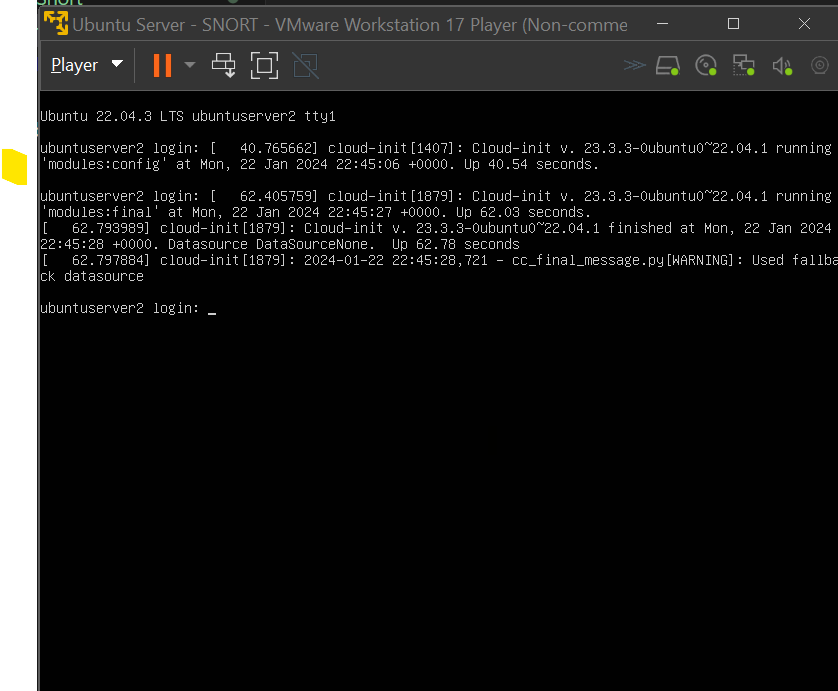 Ubuntu Server - SNORT - VMware Workstation 17 Player (Non-comme
Player
Ubuntu 22.04.3 LTS ubuntuserver2 tty1
ubuntuserver2 login: [   40.765662] cloud-init[1407]: Cloud-init v. 23.3.3-0ubuntu0~22.04.1 running
'modules:config' at Mon, 22 Jan 2024 22:45:06 +0000. Up 40.54 seconds.
ubuntuserver2 login: [   62.405759] cloud-init[1879]: Cloud-init v. 23.3.3-0ubuntu0~22.04.1 running
'modules:final' at Mon, 22 Jan 2024 22:45:27 +0000. Up 62.03 seconds.
[   62.793989] cloud-init[1879]: Cloud-init v. 23.3.3-0ubuntu0~22.04.1 finished at Mon, 22 Jan 2024
22:45:28 +0000. Datasource DataSourceNone.  Up 62.78 seconds
[   62.797884] cloud-init[1879]: 2024-01-22 22:45:28,721 - cc_final_message.py[WARNING]: Used fallba
ck datasource
ubuntuserver2 login: _